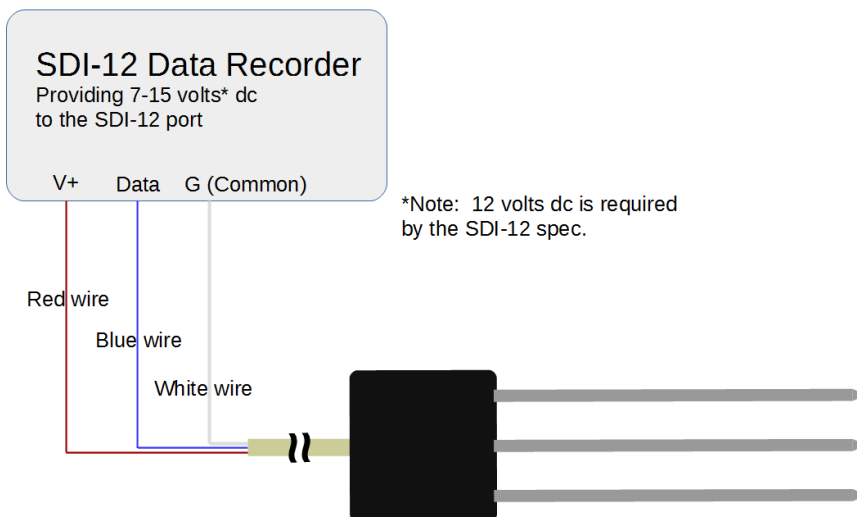 SDI-12 Data Recorder
Providing 7-15 volts* dc
to the SDI-12 port
V+ Data G (Common)
*Note:  12 volts dc is required
by the SDI-12 spec.
Red wire
Blue wire
White wire